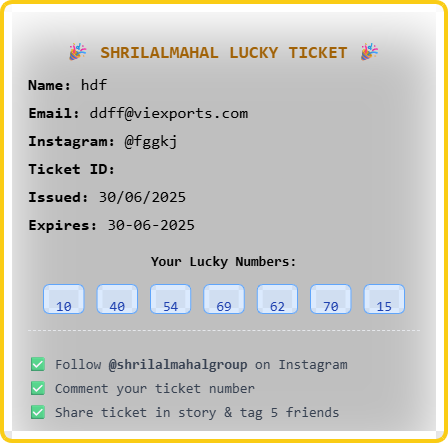 🎉 SHRILALMAHAL LUCKY TICKET 🎉
Name: hdf
Email: ddff@viexports.com
Instagram: @fggkj
Ticket ID:
Issued: 30/06/2025
Expires: 30-06-2025
Your Lucky Numbers:
10 40 54 69 62 70 15
✅ Follow @shrilalmahalgroup on Instagram
✅ Comment your ticket number
✅ Share ticket in story & tag 5 friends